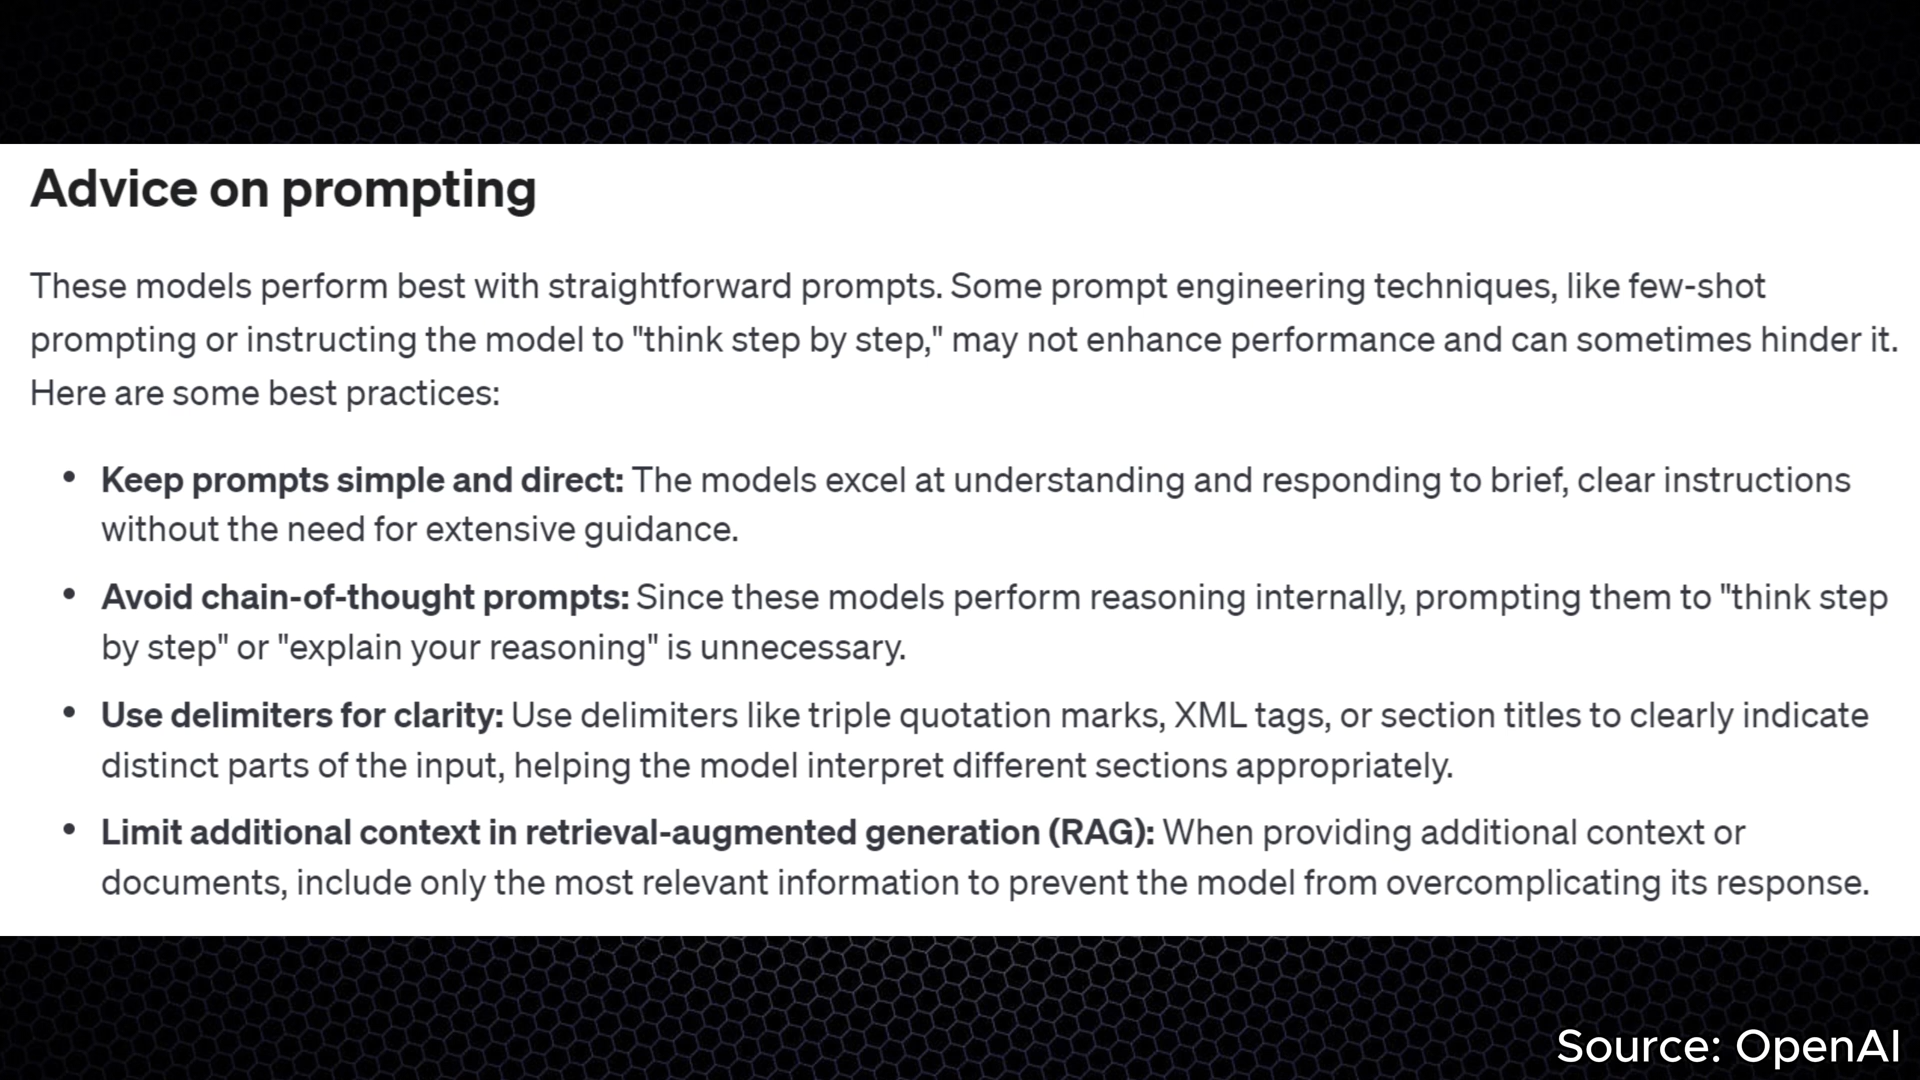 Advice on prompting
These models perform best with straightforward prompts. Some prompt engineering techniques, like few-shot
prompting or instructing the model to "think step by step," may not enhance performance and can sometimes hinder it.
Here are some best practices:
• Keep prompts simple and direct: The models excel at understanding and responding to brief, clear instructions
without the need for extensive guidance.
• Avoid chain-of-thought prompts: Since these models perform reasoning internally, prompting them to "think step
by step" or "explain your reasoning" is unnecessary.
• Use delimiters for clarity: Use delimiters like triple quotation marks, XML tags, or section titles to clearly indicate
distinct parts of the input, helping the model interpret different sections appropriately.
• Limit additional context in retrieval-augmented generation (RAG): When providing additional context or
documents, include only the most relevant information to prevent the model from overcomplicating its response.
Source: OpenAI